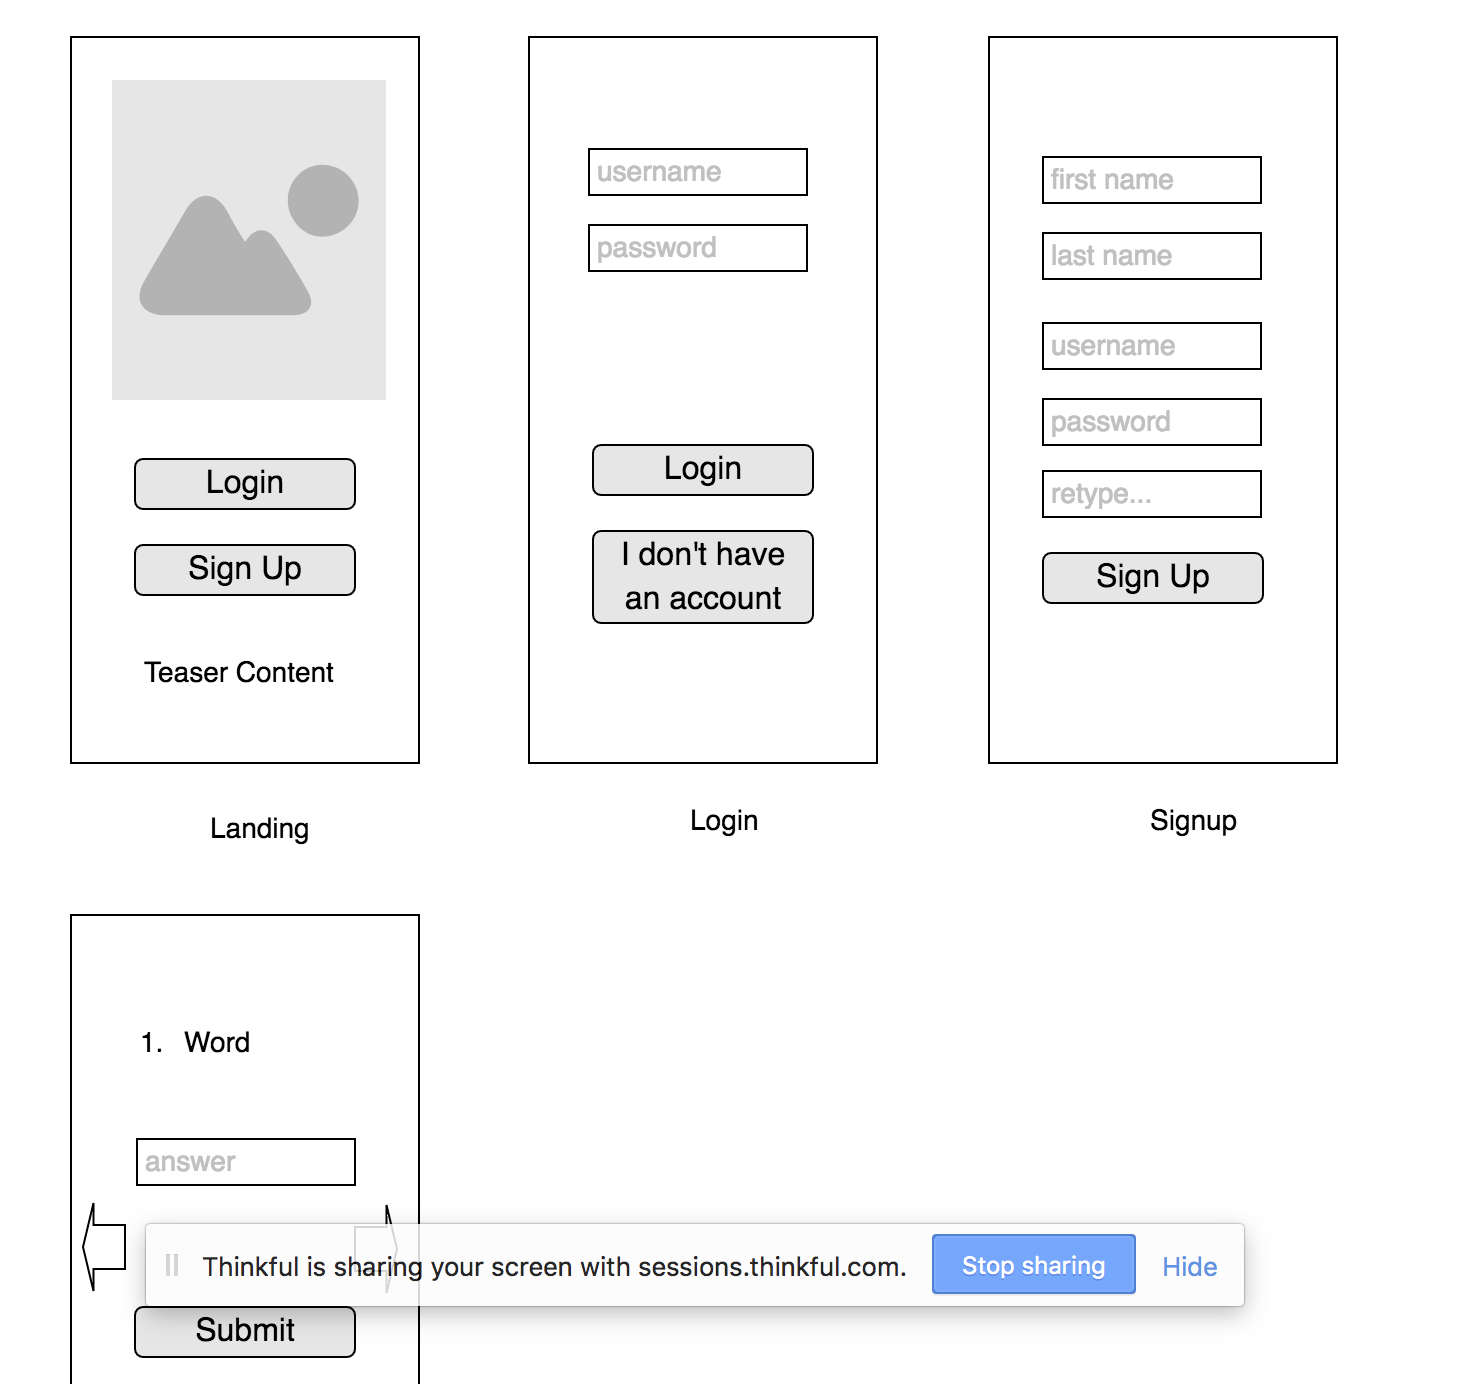 Login
Sign Up
Teaser Content
Landing
username
password
Login
I don't have
an account
Login
first name
last name
username
password
retype...
Sign Up
Signup
1. Word
answer
Thinkful is sharing your screen with sessions.thinkful.com.
Stop sharing
Hide
Submit